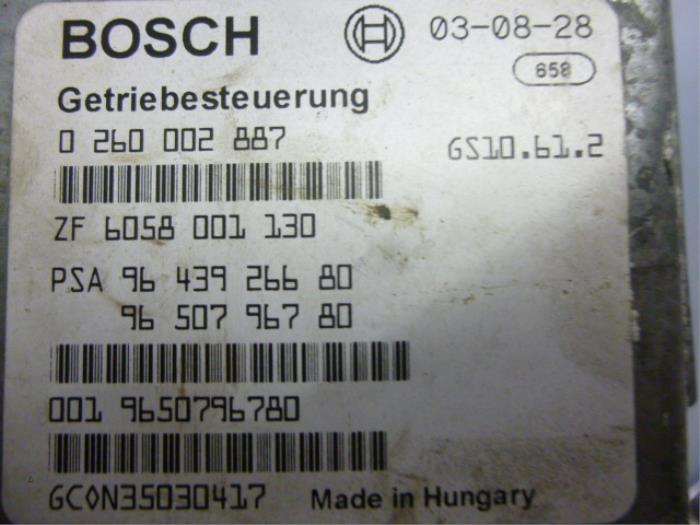 BOSCH 03-08-28
658
Getriebesteuerung
0 260 002 887 GS10.61.2
ZF 6058 001 130
PSA 96 439 266 80
96 507 967 80
001 9650796780
GC0N35030417 Made in Hungary